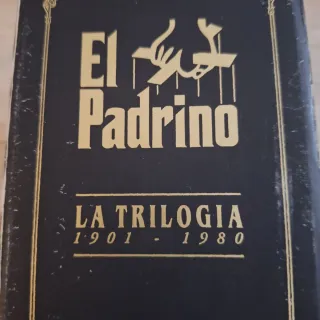 El
Padrino
LA TRILOGIA
1901 - 1980